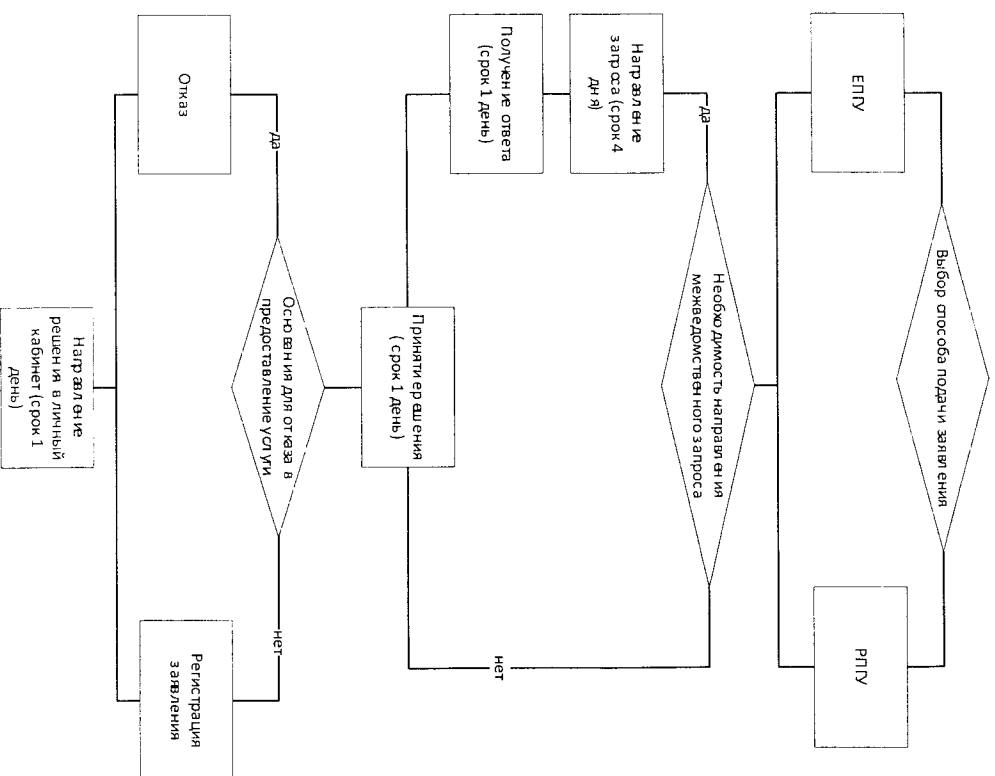 Выбор способа подачи заявления
ЕПГУ
РПГУ
Необходимость направления
межведомственного запроса
да
нет
Направление
запроса (срок 4
дня)
Получение ответа
(срок 1 день)
Принятие решения
( срок 1 день)
Основания для отказа в
предоставление услуги
да
нет
Отказ
Регистрация
заявления
Направление
решения в личный
кабинет (срок 1
день)